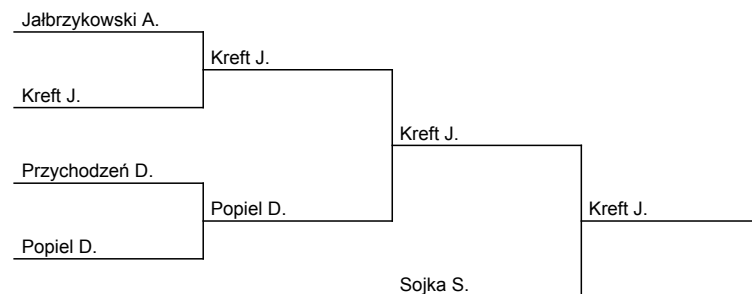 Jałbrzykowski A.
Kreft J.
Kreft J.
Kreft J.
Przychodzeń D.
Popiel D.
Kreft J.
Popiel D.
Sojka S.